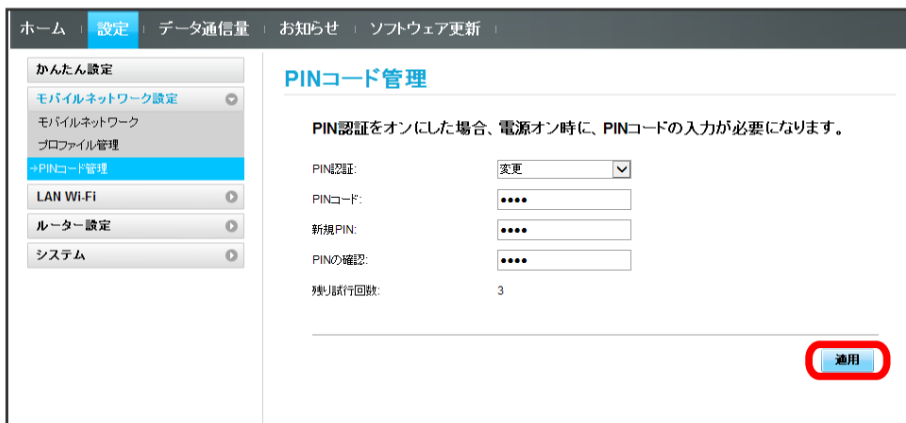 ホーム 設定 データ通信量 お知らせ ソフトウェア更新
かんたん設定
モバイルネットワーク設定
モバイルネットワーク
プロファイル管理
→PINコード管理
LAN Wi-Fi
ルーター設定
システム
PINコード管理
PIN認証をオンにした場合、電源オン時に、PINコードの入力が必要になります。
PIN認証: 変更
PINコード: ••••
新規PIN: ••••
PINの確認: ••••
残り試行回数: 3
適用